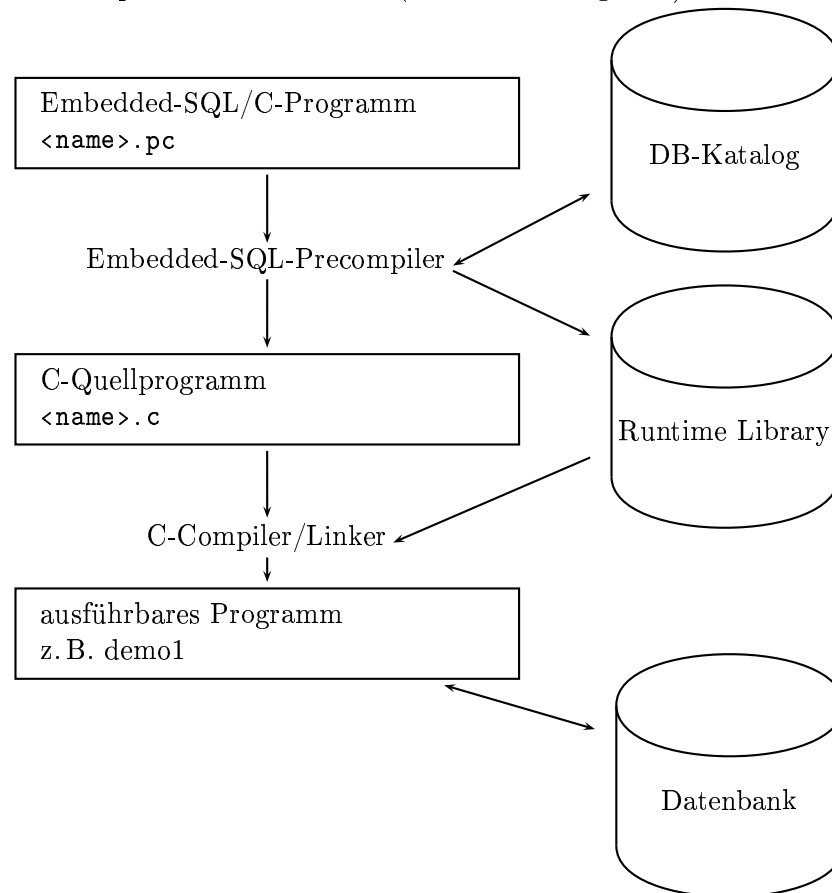 Embedded-SQL/C-Programm
<name>.pc
DB-Katalog
Embedded-SQL-Precompiler
C-Quellprogramm
<name>.c
Runtime Library
C-Compiler/Linker
ausführbares Programm
z. B. demo1
Datenbank